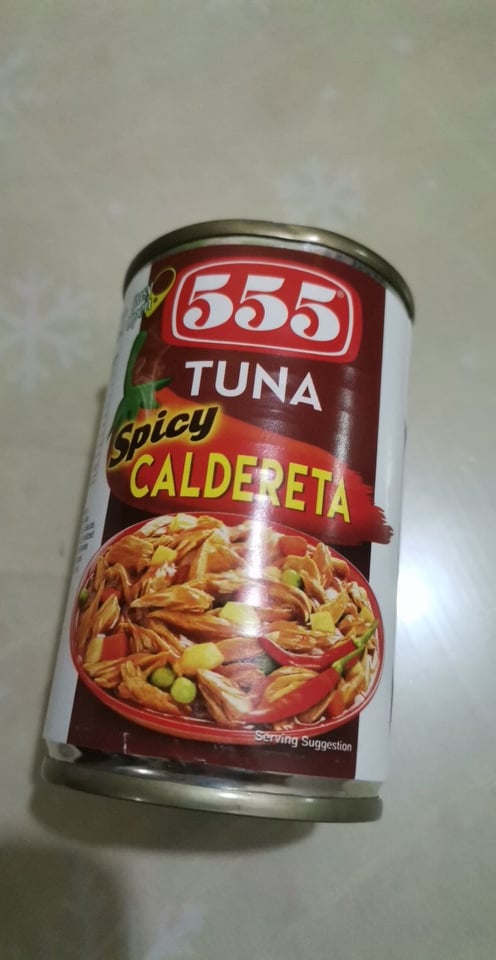 555®
TUNA
Spicy
CALDERETA
Serving Suggestion